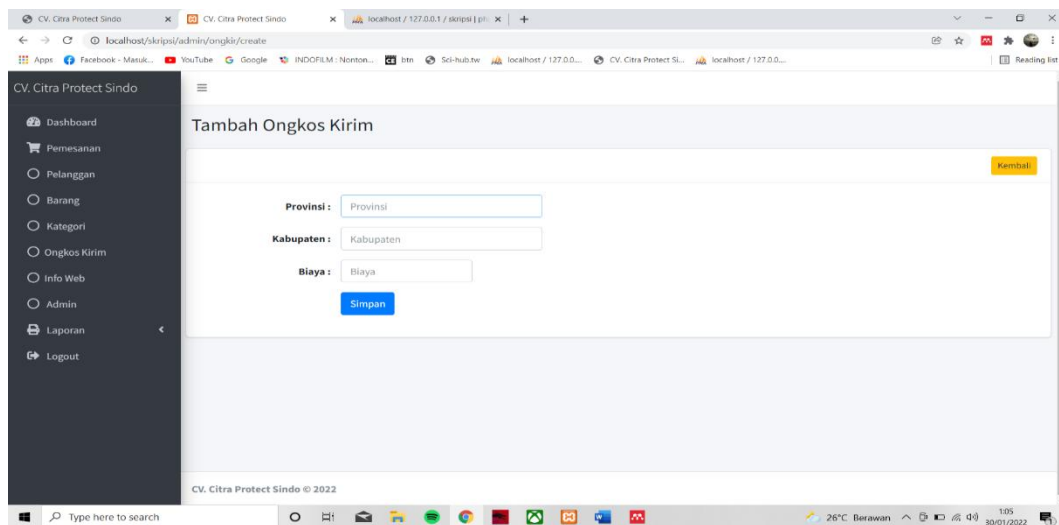 CV. Citra Protect Sindo
CV. Citra Protect Sindo
localhost / 127.0.0.1 / skripsi | ph
localhost/skripsi/admin/ongkir/create
Apps Facebook - Masuk... YouTube Google INDOFILM : Nonton... btn Sci-hub.tw localhost / 127.0.0.... CV. Citra Protect Si... localhost / 127.0.0.... Reading list
CV. Citra Protect Sindo
Dashboard
Pemesanan
Pelanggan
Barang
Kategori
Ongkos Kirim
Info Web
Admin
Laporan
Logout
Tambah Ongkos Kirim
Kembali
Provinsi : Provinsi
Kabupaten : Kabupaten
Biaya : Biaya
Simpan
CV. Citra Protect Sindo © 2022
Type here to search
26°C Berawan
1:05
30/01/2022